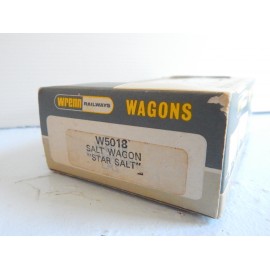 wrenn RAILWAYS WAGONS
W5018
SALT WAGON
"STAR SALT"